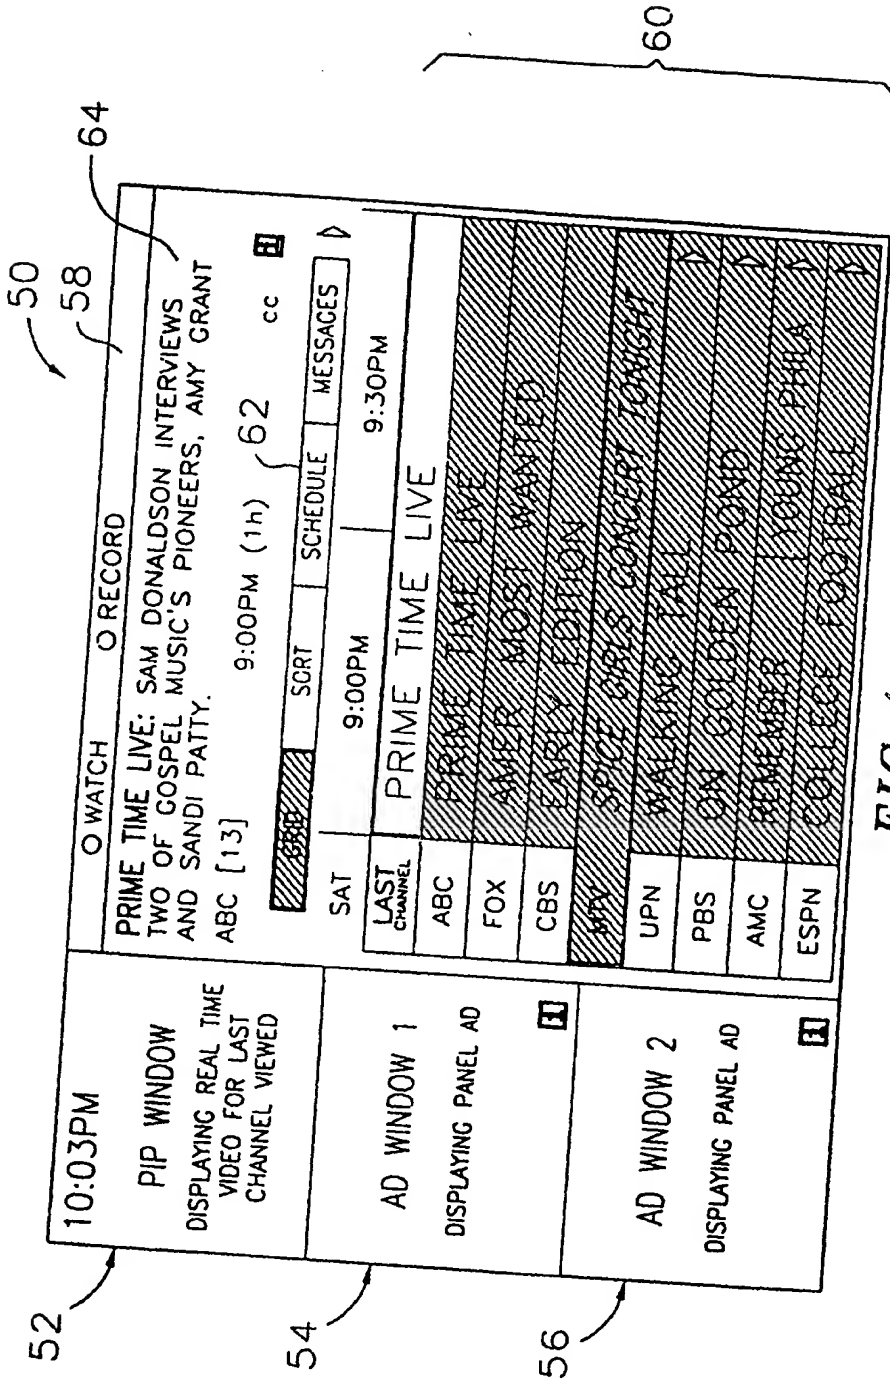 50
58
64
52
10:03PM
PIP WINDOW
DISPLAYING REAL TIME
VIDEO FOR LAST
CHANNEL VIEWED
54
AD WINDOW 1
DISPLAYING PANEL AD
i
56
AD WINDOW 2
DISPLAYING PANEL AD
i
O WATCH O RECORD
PRIME TIME LIVE: SAM DONALDSON INTERVIEWS
TWO OF GOSPEL MUSIC'S PIONEERS, AMY GRANT
AND SANDI PATTY.
ABC [13] 9:00PM (1h) cc i
62
GRID SORT SCHEDULE MESSAGES
SAT 9:00PM 9:30PM
LAST CHANNEL PRIME TIME LIVE
ABC PRIME TIME LIVE
FOX AMER MOST WANTED
CBS EARLY EDITION
MTV SPICE GIRLS CONCERT TONIGHT
UPN WALKING TALL
PBS ON GOLDEN POND
AMC REMEMBER YOUNG PHILA
ESPN COLLEGE FOOTBALL
60